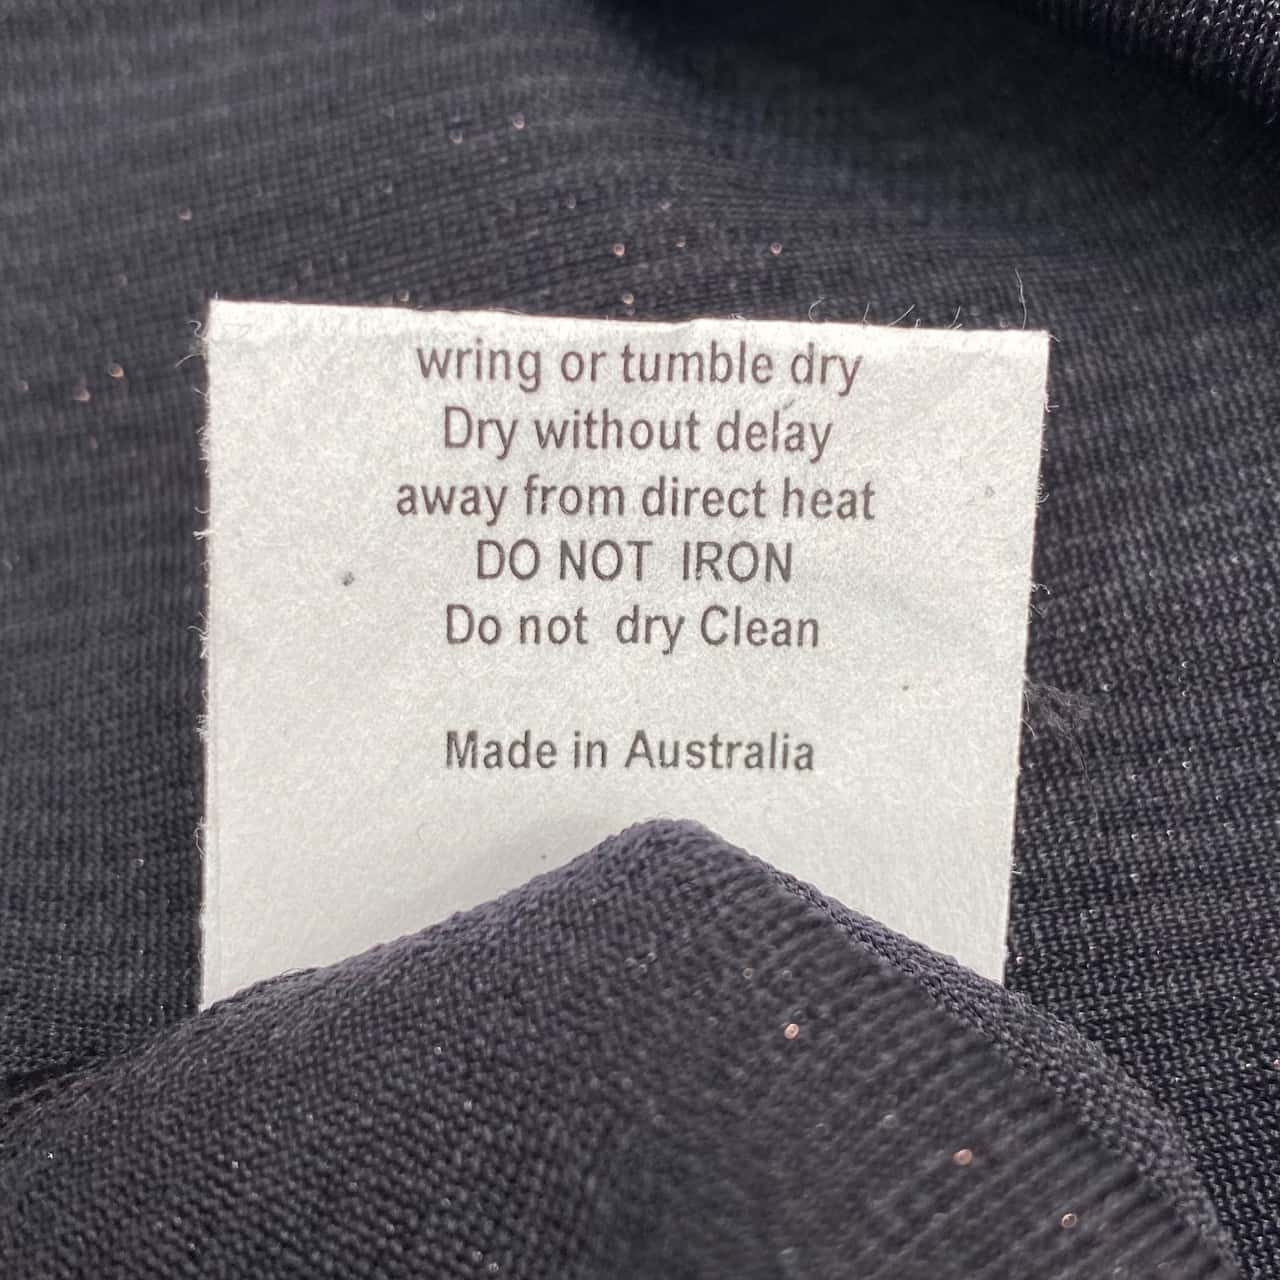 wring or tumble dry
Dry without delay
away from direct heat
DO NOT IRON
Do not dry Clean
Made in Australia